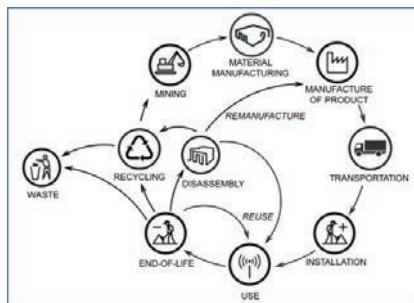 MATERIAL
MANUFACTURING
MINING
MANUFACTURE
OF PRODUCT
REMANUFACTURE
RECYCLING
DISASSEMBLY
TRANSPORTATION
WASTE
REUSE
END-OF-LIFE
INSTALLATION
USE